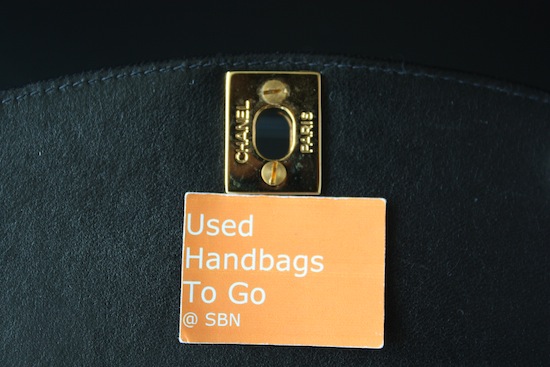 CHANEL
PARIS
Used
Handbags
To Go
@ SBN